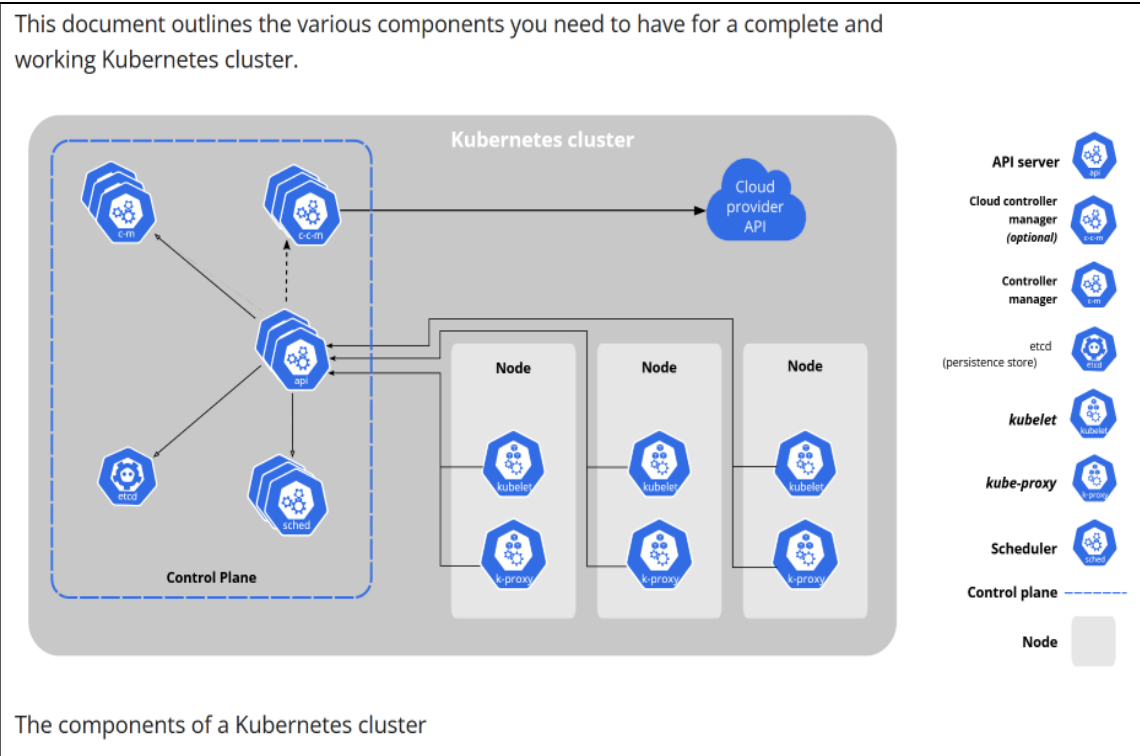 This document outlines the various components you need to have for a complete and
working Kubernetes cluster.
Kubernetes cluster
c-m
c-c-m
Cloud
provider
API
api
etcd
sched
Control Plane
Node
kubelet
k-proxy
Node
kubelet
k-proxy
Node
kubelet
k-proxy
API server
api
Cloud controller
manager
(optional)
c-c-m
Controller
manager
c-m
etcd
(persistence store)
etcd
kubelet
kubelet
kube-proxy
k-proxy
Scheduler
sched
Control plane
Node
The components of a Kubernetes cluster